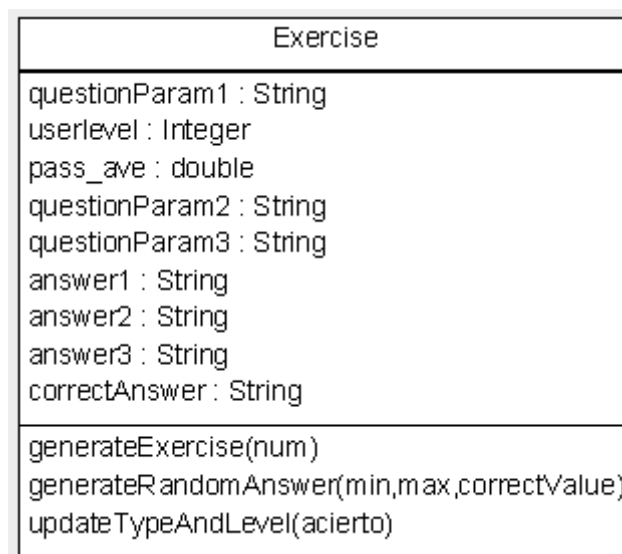 Exercise
questionParam1 : String
userlevel : Integer
pass_ave : double
questionParam2 : String
questionParam3 : String
answer1 : String
answer2 : String
answer3 : String
correctAnswer : String
generateExercise(num)
generateRandomAnswer(min,max,correctValue)
updateTypeAndLevel(acierto)